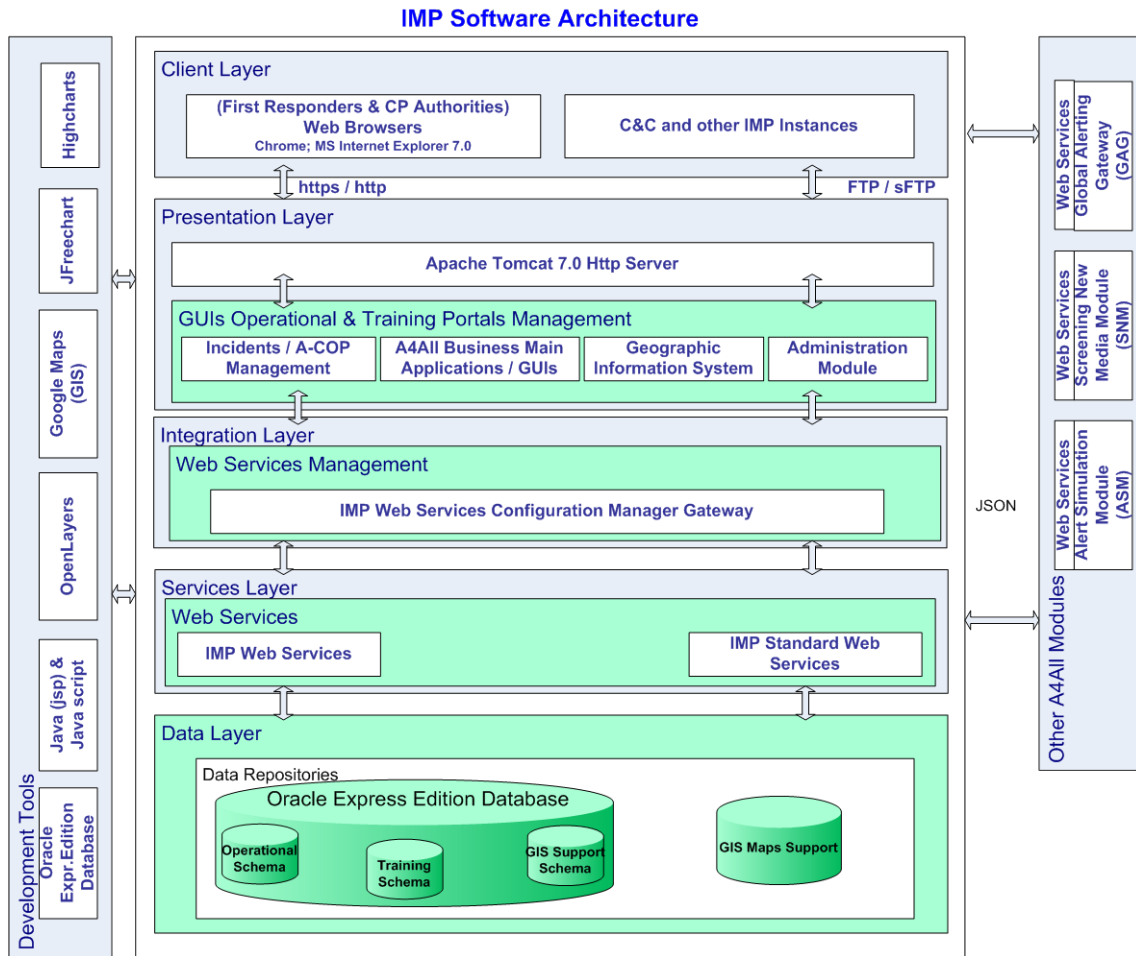 IMP Software Architecture
Development Tools
Highcharts
JFreechart
Google Maps
(GIS)
OpenLayers
Java (jsp) &
Java script
Oracle
Expr.Edition
Database
Client Layer
(First Responders & CP Authorities)
Web Browsers
Chrome; MS Internet Explorer 7.0
C&C and other IMP Instances
https / http
FTP / sFTP
Presentation Layer
Apache Tomcat 7.0 Http Server
GUIs Operational & Training Portals Management
Incidents / A-COP
Management
A4All Business Main
Applications / GUIs
Geographic
Information System
Administration
Module
Integration Layer
Web Services Management
IMP Web Services Configuration Manager Gateway
Services Layer
Web Services
IMP Web Services
IMP Standard Web
Services
Data Layer
Data Repositories
Oracle Express Edition Database
Operational
Schema
Training
Schema
GIS Support
Schema
GIS Maps Support
JSON
Other A4All Modules
Web Services
Global Alerting
Gateway
(GAG)
Web Services
Screening New
Media Module
(SNM)
Web Services
Alert Simulation
Module
(ASM)